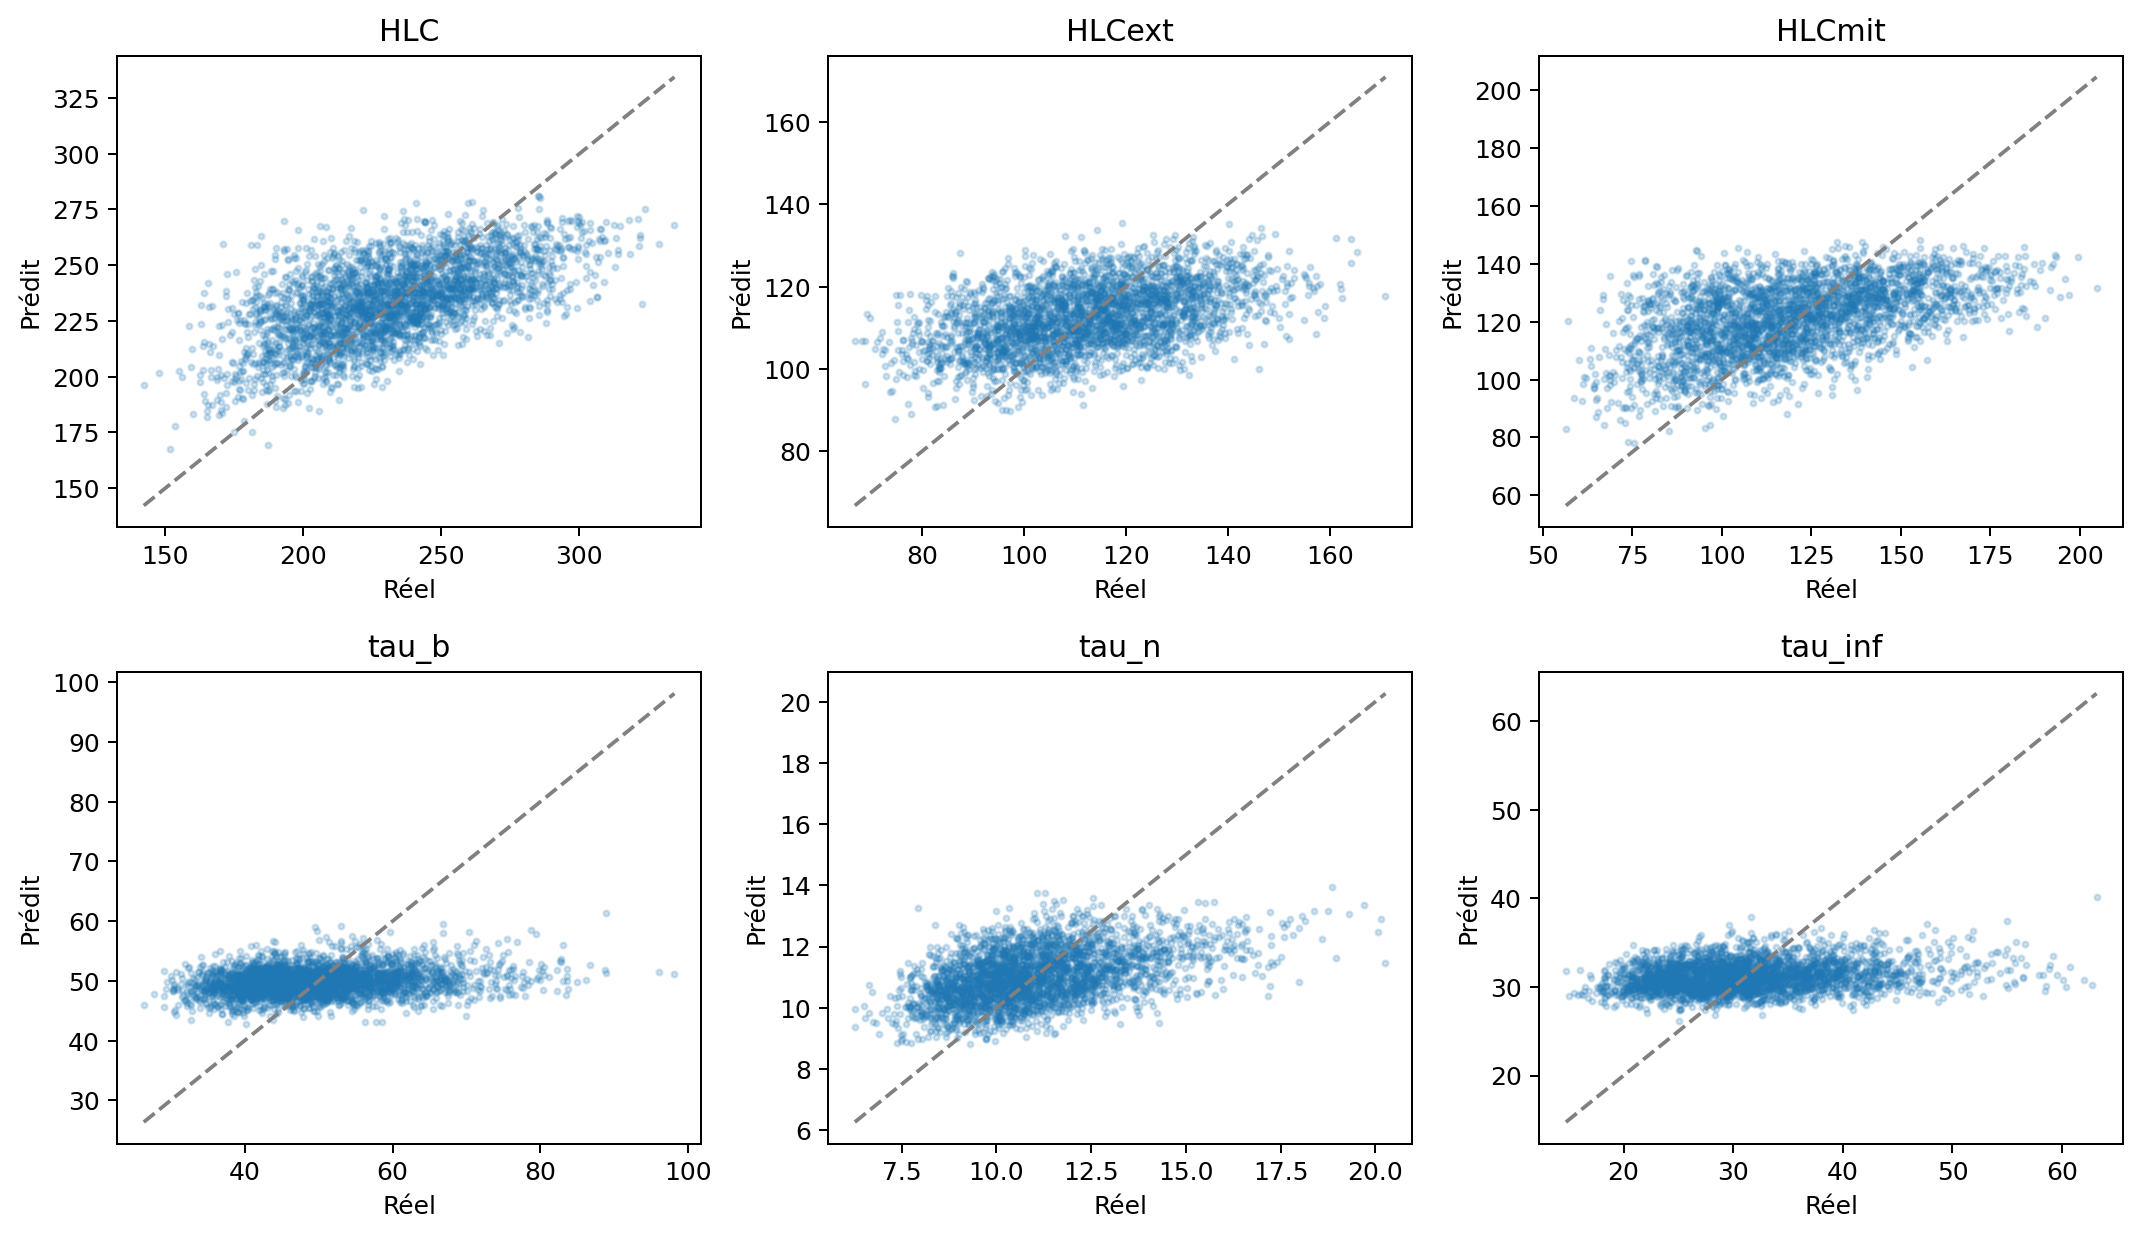 HLC
325
300
275
250
225
200
175
150
Prédit
150 200 250 300
Réel
HLCext
160
140
120
100
80
Prédit
80 100 120 140 160
Réel
HLCmit
200
180
160
140
120
100
80
60
Prédit
50 75 100 125 150 175 200
Réel
tau_b
100
90
80
70
60
50
40
30
Prédit
40 60 80 100
Réel
tau_n
20
18
16
14
12
10
8
6
Prédit
7.5 10.0 12.5 15.0 17.5 20.0
Réel
tau_inf
60
50
40
30
20
Prédit
20 30 40 50 60
Réel